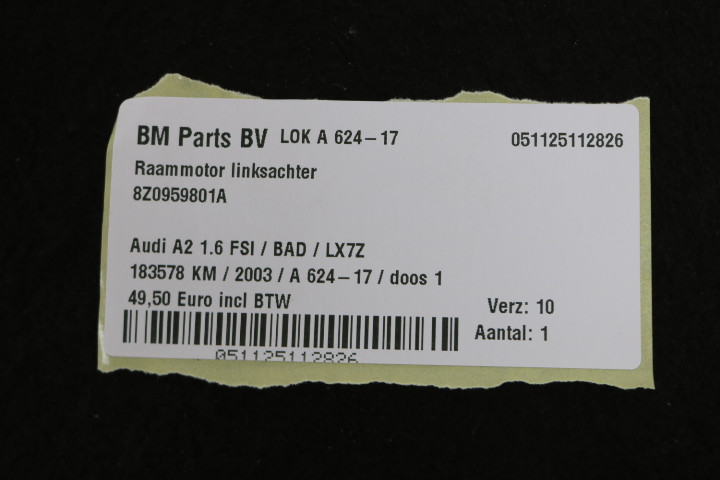 BM Parts BV LOK A 624-17 051125112826
Raammotor linksachter
8Z0959801A
Audi A2 1.6 FSI / BAD / LX7Z
183578 KM / 2003 / A 624-17 / doos 1
49,50 Euro incl BTW
Verz: 10
Aantal: 1
051125112826